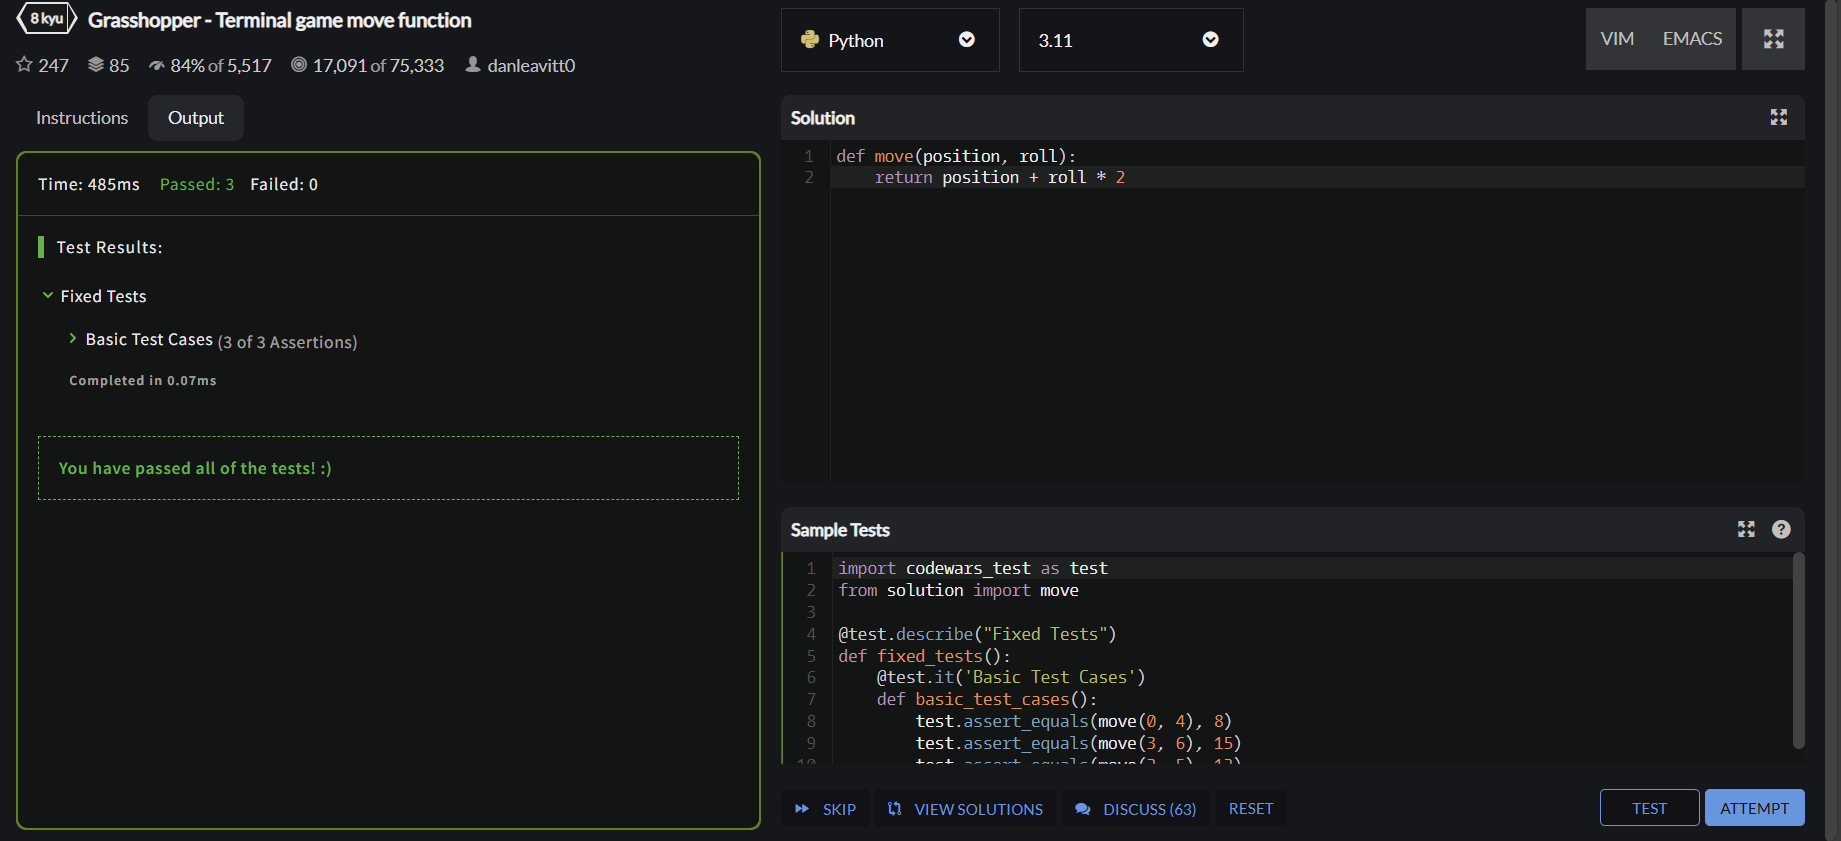 8 kyu Grasshopper - Terminal game move function
247 85 84% of 5,517 17,091 of 75,333 danleavitt0
Instructions Output
Time: 485ms Passed: 3 Failed: 0
Test Results:
Fixed Tests
Basic Test Cases (3 of 3 Assertions)
Completed in 0.07ms
You have passed all of the tests! :)
Python 3.11 VIM EMACS
Solution
1 def move(position, roll):
2     return position + roll * 2
Sample Tests ?
1 import codewars_test as test
2 from solution import move
3
4 @test.describe("Fixed Tests")
5 def fixed_tests():
6     @test.it('Basic Test Cases')
7     def basic_test_cases():
8         test.assert_equals(move(0, 4), 8)
9         test.assert_equals(move(3, 6), 15)
SKIP VIEW SOLUTIONS DISCUSS (63) RESET TEST ATTEMPT